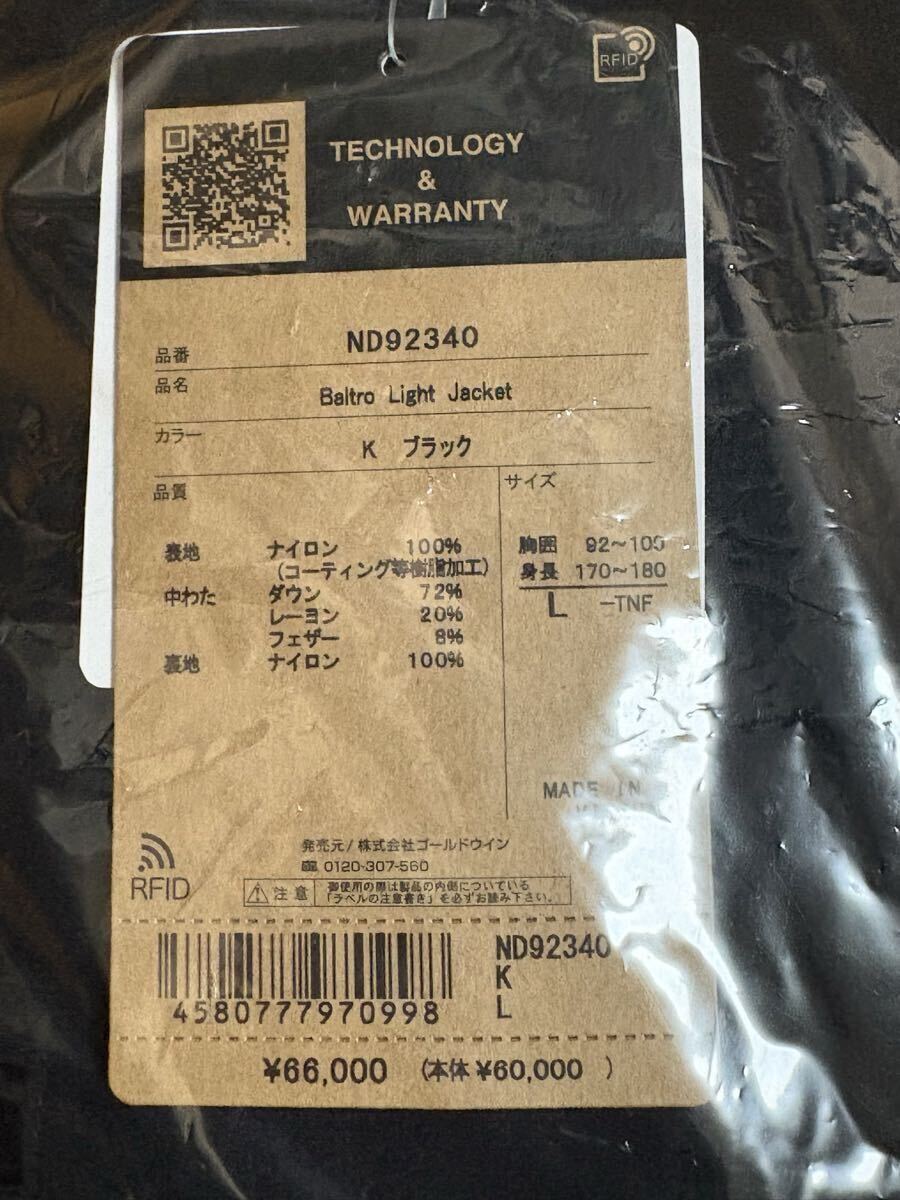 RFID
TECHNOLOGY
&
WARRANTY
品番 ND92340
品名 Baltro Light Jacket
カラー K ブラック
品質
表地 ナイロン 100%
(コーティング等樹脂加工)
中わた ダウン 72%
レーヨン 20%
フェザー 8%
裏地 ナイロン 100%
サイズ
胸囲 92~100
身長 170~180
L -TNF
MADE IN
RFID
発売元/株式会社ゴールドウイン
☎ 0120-307-560
⚠注意 御使用の際は製品の内側についている
「ラベルの注意書き」を必ずお読み下さい。
4580777970998
ND92340
K
L
¥66,000 (本体¥60,000 )